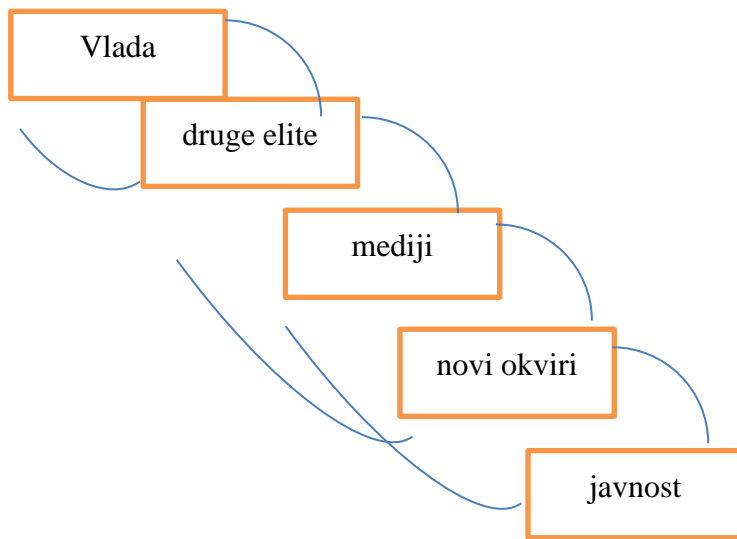 Vlada
druge elite
mediji
novi okviri
javnost